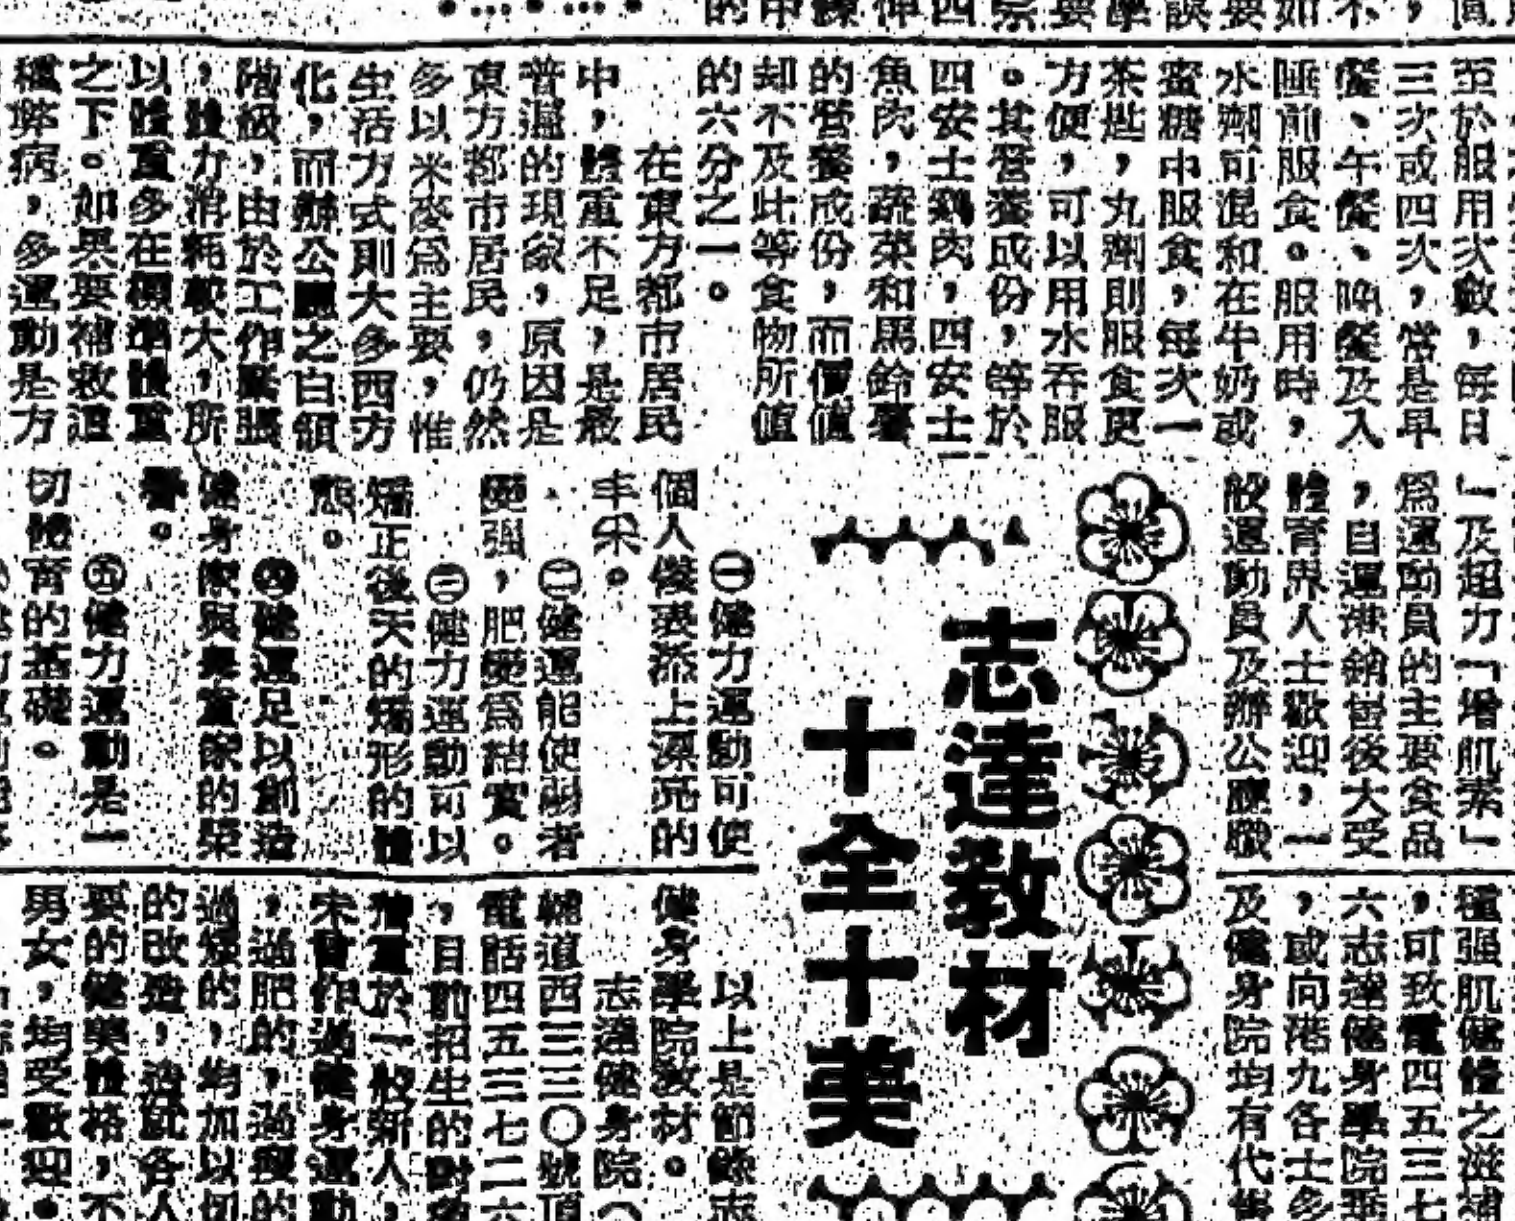 至於服用次數，每日
三次或四次，常是早
餐、午餐、晚餐及入
睡前服食。服用時，
水劑可混和在牛奶或
蜜糖中服食，每次一
茶匙，丸劑則服食更
方便，可以用水吞服
。其營養成份，等於
四安士鷄肉，四安士
魚肉，蔬菜和馬鈴薯
的營養成份，而價值
却不及此等食物所值
的六分之一。
在東方都市居民
中，體重不足，是最
普遍的現象，原因是
東方都市居民，仍然
多以米麥爲主要，惟
生活方式則大多西方
化，而辦公廳之白領
階級，由於工作緊張
，體力消耗較大，所
以體重多在標準體重
之下。如果要補救這
種弊病，多運動是方
」及超力「增肌素」
爲運動員的主要食品
，自運港銷售後大受
體育界人士歡迎，一
般運動員及辦公廳職
志達敎材
十全十美
㊀健力運動可使
個人儀表添上漂亮的
丰采。
㊁健運能使弱者
變强，肥變爲結實。
㊂健力運動可以
矯正後天的矯形的體
態。
㊃健運足以創造
健身家與實家的榮
譽。
㊄健力運動是一
切體育的基礎。
種强肌健體之滋補
，可致電四五三七
六志達健身學院
，或向港九各士多
及健身院均有代售
以上是節錄志
健身學院敎材。
志達健身院（
輔道西三三〇號頂
電話四五三七二六
，目前招生的對
着重於一般新人，
未曾作過健身運動
，過肥的，過瘦的
過矮的，均加以切
的改造，造就各人
要的健美體格，不
男女，均受歡迎。